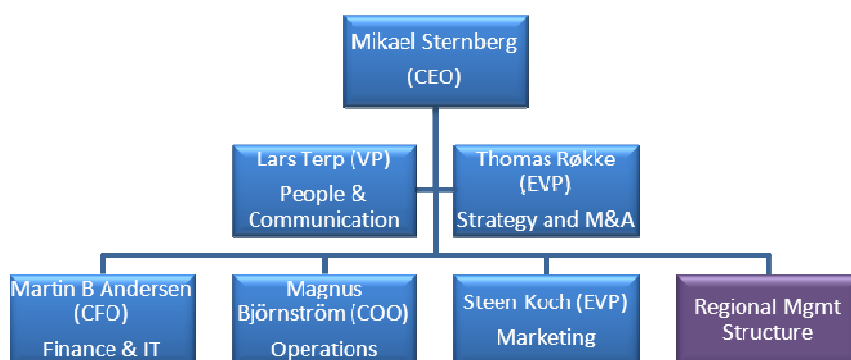 Mikael Sternberg
(CEO)
Lars Terp (VP)
People &
Communication
Thomas Røkke
(EVP)
Strategy and M&A
Martin B Andersen
(CFO)
Finance & IT
Magnus
Björnström (COO)
Operations
Steen Koch (EVP)
Marketing
Regional Mgmt
Structure